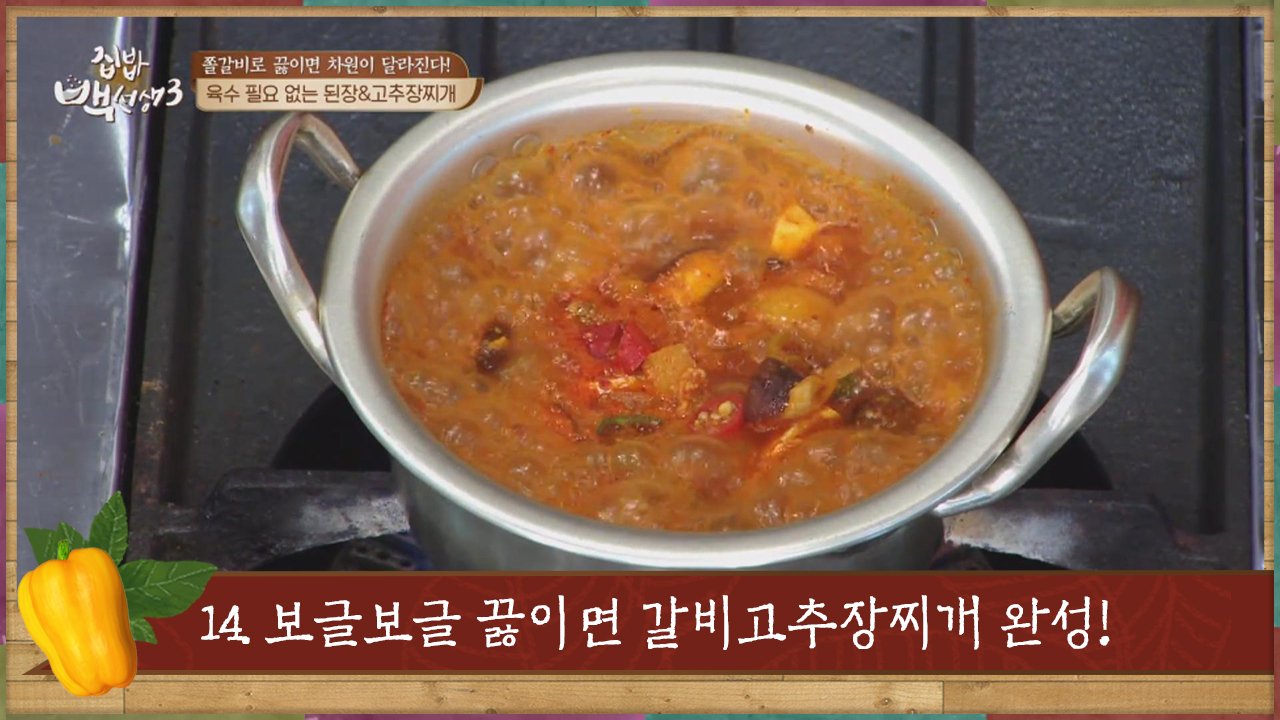 집밥
백선생3
쫄갈비로 끓이면 차원이 달라진다!
육수 필요 없는 된장&고추장찌개
14. 보글보글 끓이면 갈비고추장찌개 완성!